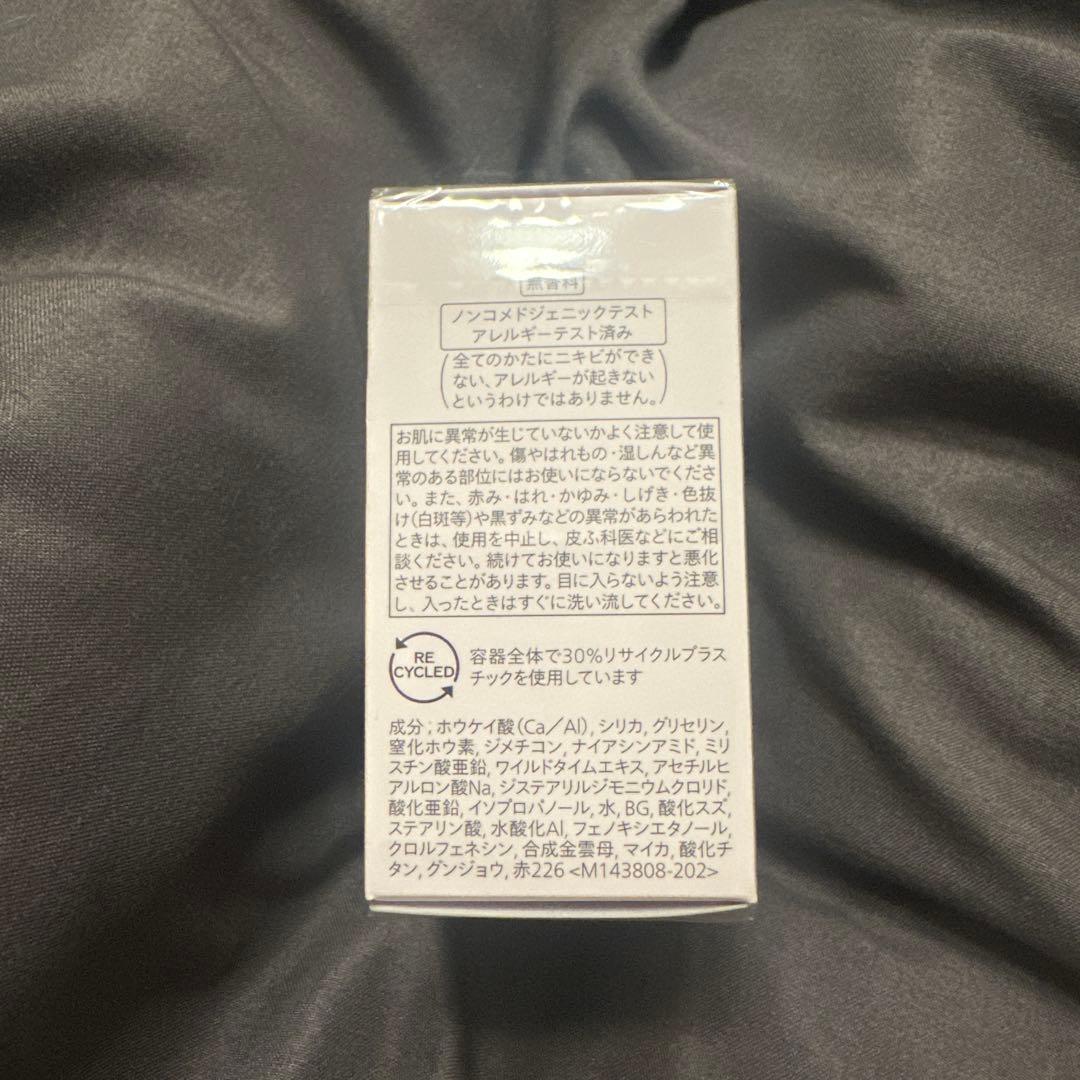 無香料
ノンコメドジェニックテスト
アレルギーテスト済み
(全てのかたにニキビができ
ない、アレルギーが起きない
というわけではありません。)
お肌に異常が生じていないかよく注意して使
用してください。傷やはれもの・湿しんなど異
常のある部位にはお使いにならないでくださ
い。また、赤み・はれ・かゆみ・しげき・色抜
け(白斑等)や黒ずみなどの異常があらわれた
ときは、使用を中止し、皮ふ科医などにご相
談ください。続けてお使いになりますと悪化
させることがあります。目に入らないよう注意
し、入ったときはすぐに洗い流してください。
RE
CYCLED
容器全体で30%リサイクルプラス
チックを使用しています
成分;ホウケイ酸(Ca/Al),シリカ,グリセリン,
窒化ホウ素,ジメチコン,ナイアシンアミド,ミリ
スチン酸亜鉛,ワイルドタイムエキス,アセチルヒ
アルロン酸Na,ジステアリルジモニウムクロリド,
酸化亜鉛,イソプロパノール,水,BG,酸化スズ,
ステアリン酸,水酸化Al,フェノキシエタノール,
クロルフェネシン,合成金雲母,マイカ,酸化チ
タン,グンジョウ,赤226<M143808-202>